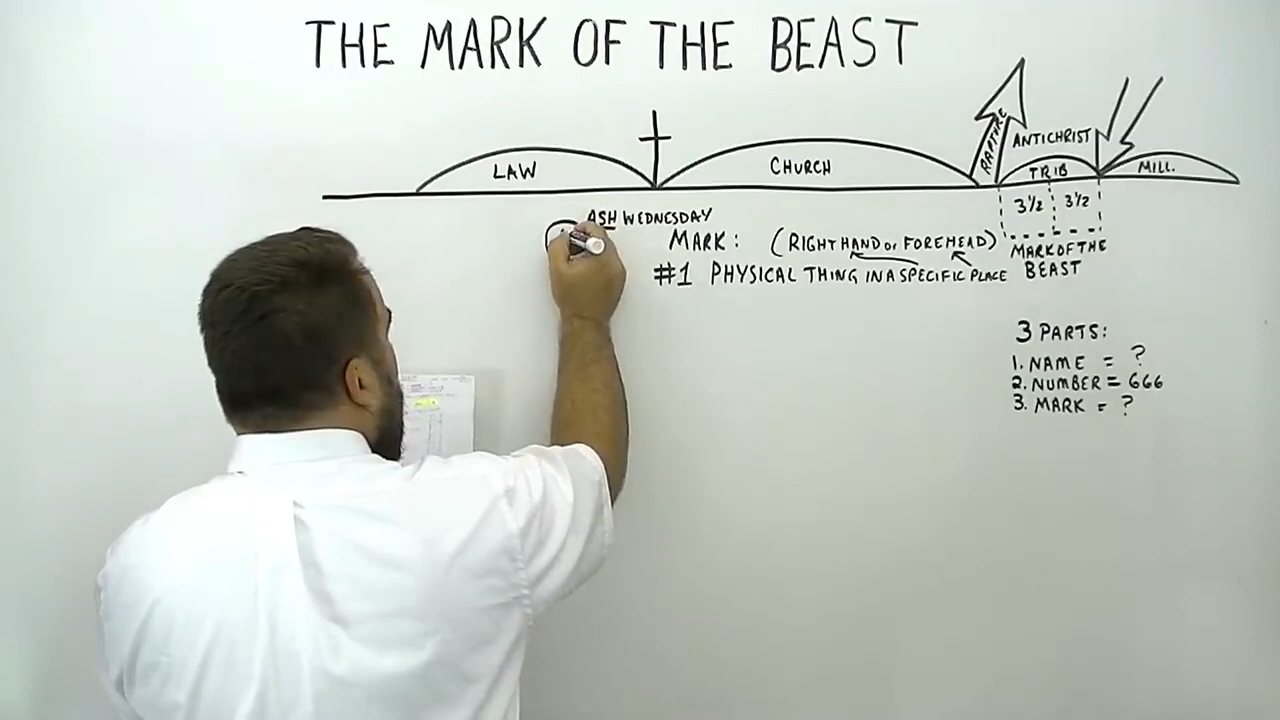 THE MARK OF THE BEAST
LAW
CHURCH
RAPTURE
ANTICHRIST
TRIB
MILL.
3½ 3½
MARK OF THE
BEAST
ASH WEDNESDAY
MARK: (RIGHT HAND or FOREHEAD)
#1 PHYSICAL THING IN A SPECIFIC PLACE
3 PARTS:
1. NAME = ?
2. NUMBER = 666
3. MARK = ?